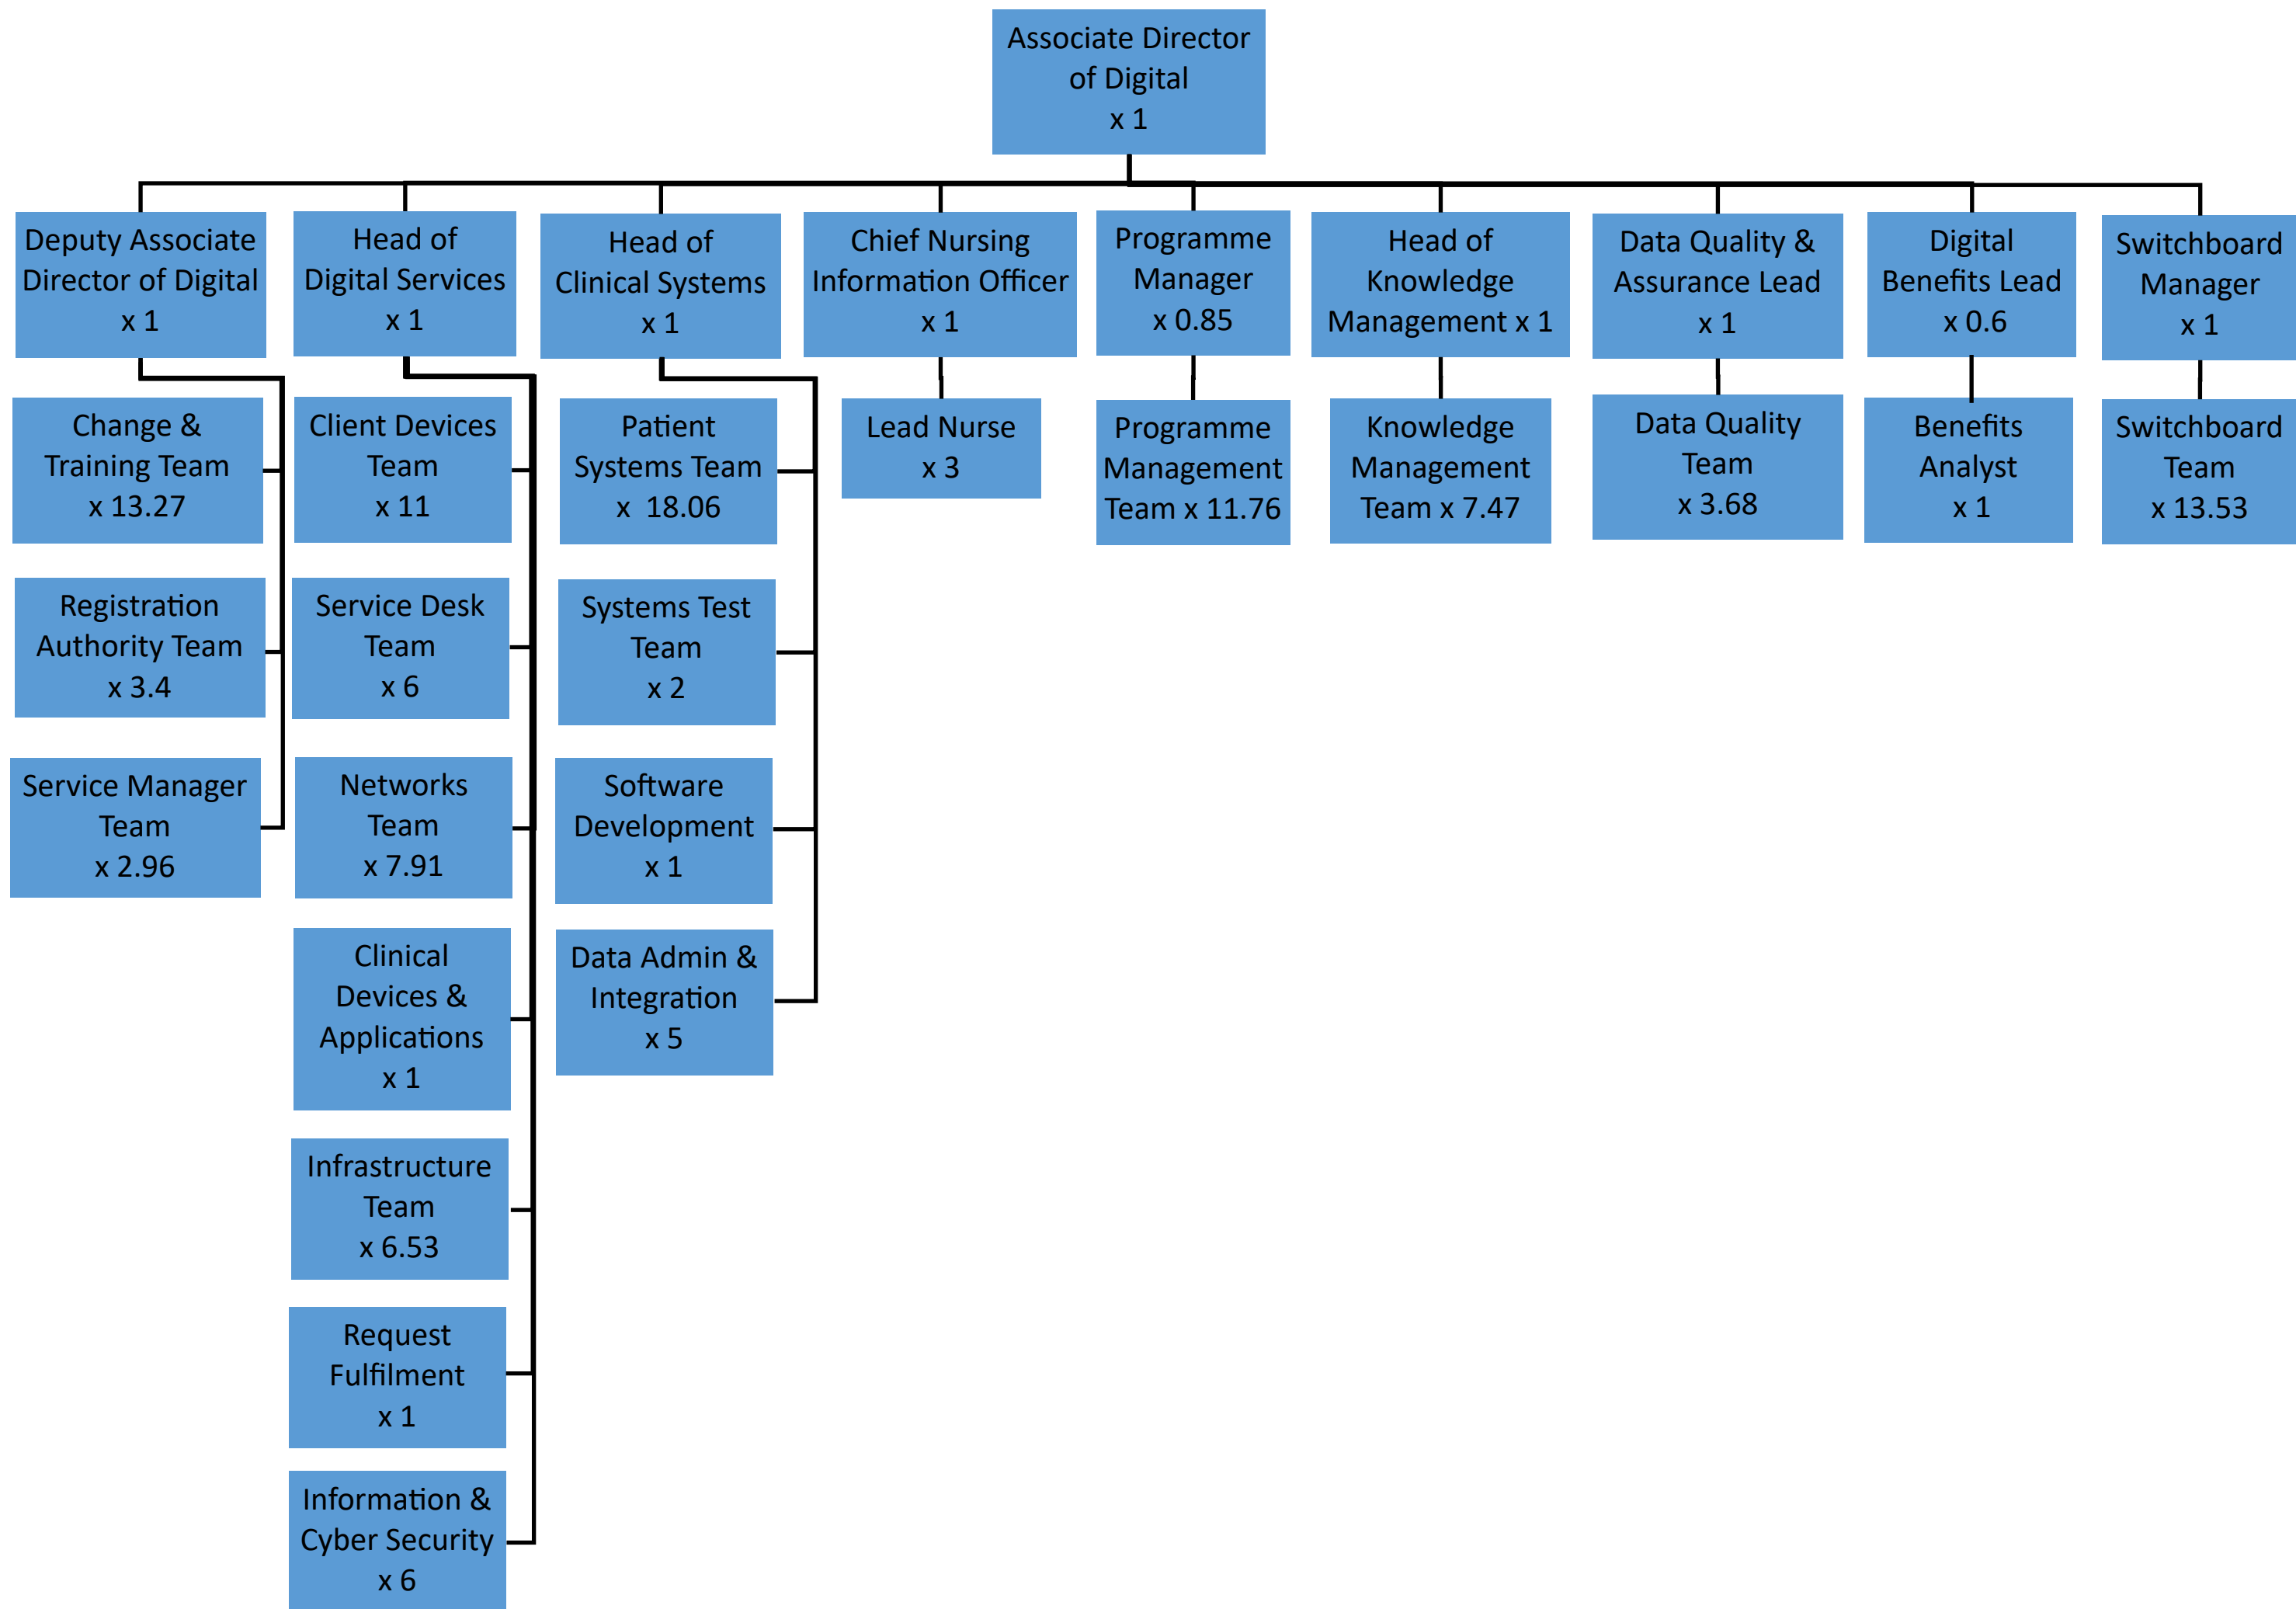 Associate Director
of Digital
x 1
Deputy Associate
Director of Digital
x 1
Head of
Digital Services
x 1
Head of
Clinical Systems
x 1
Chief Nursing
Information Officer
x 1
Programme
Manager
x 0.85
Head of
Knowledge
Management x 1
Data Quality &
Assurance Lead
x 1
Digital
Benefits Lead
x 0.6
Switchboard
Manager
x 1
Change &
Training Team
x 13.27
Client Devices
Team
x 11
Patient
Systems Team
x  18.06
Lead Nurse
x 3
Programme
Management
Team x 11.76
Knowledge
Management
Team x 7.47
Data Quality
Team
x 3.68
Benefits
Analyst
x 1
Switchboard
Team
x 13.53
Registration
Authority Team
x 3.4
Service Desk
Team
x 6
Systems Test
Team
x 2
Service Manager
Team
x 2.96
Networks
Team
x 7.91
Software
Development
x 1
Clinical
Devices &
Applications
x 1
Data Admin &
Integration
x 5
Infrastructure
Team
x 6.53
Request
Fulfilment
x 1
Information &
Cyber Security
x 6